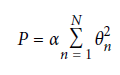 P = α ∑_{n = 1}^{N} θ_n^2